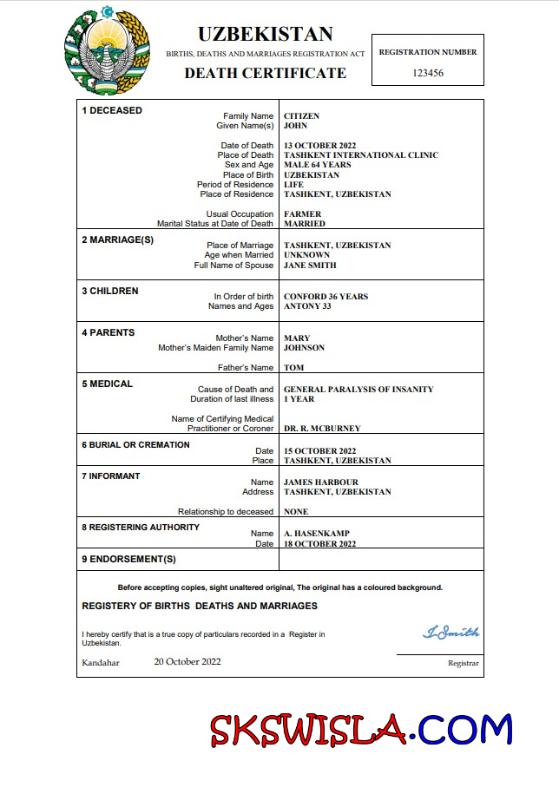 UZBEKISTAN
BIRTHS, DEATHS AND MARRIAGES REGISTRATION ACT
DEATH CERTIFICATE
REGISTRATION NUMBER
123456
1 DECEASED
Family Name CITIZEN
Given Name(s) JOHN
Date of Death 13 OCTOBER 2022
Place of Death TASHKENT INTERNATIONAL CLINIC
Sex and Age MALE 64 YEARS
Place of Birth UZBEKISTAN
Period of Residence LIFE
Place of Residence TASHKENT, UZBEKISTAN
Usual Occupation FARMER
Marital Status at Date of Death MARRIED
2 MARRIAGE(S)
Place of Marriage TASHKENT, UZBEKISTAN
Age when Married UNKNOWN
Full Name of Spouse JANE SMITH
3 CHILDREN
In Order of birth CONFORD 36 YEARS
Names and Ages ANTONY 33
4 PARENTS
Mother's Name MARY
Mother's Maiden Family Name JOHNSON
Father's Name TOM
5 MEDICAL
Cause of Death and GENERAL PARALYSIS OF INSANITY
Duration of last illness 1 YEAR
Name of Certifying Medical
Practitioner or Coroner DR. R. MCBURNEY
6 BURIAL OR CREMATION
Date 15 OCTOBER 2022
Place TASHKENT, UZBEKISTAN
7 INFORMANT
Name JAMES HARBOUR
Address TASHKENT, UZBEKISTAN
Relationship to deceased NONE
8 REGISTERING AUTHORITY
Name A. HASENKAMP
Date 18 OCTOBER 2022
9 ENDORSEMENT(S)
Before accepting copies, sight unaltered original, The original has a coloured background.
REGISTERY OF BIRTHS DEATHS AND MARRIAGES
I hereby certify that is a true copy of particulars recorded in a Register in
Uzbekistan.
I Smith
Kandahar 20 October 2022 Registrar
SKSWISLA.COM